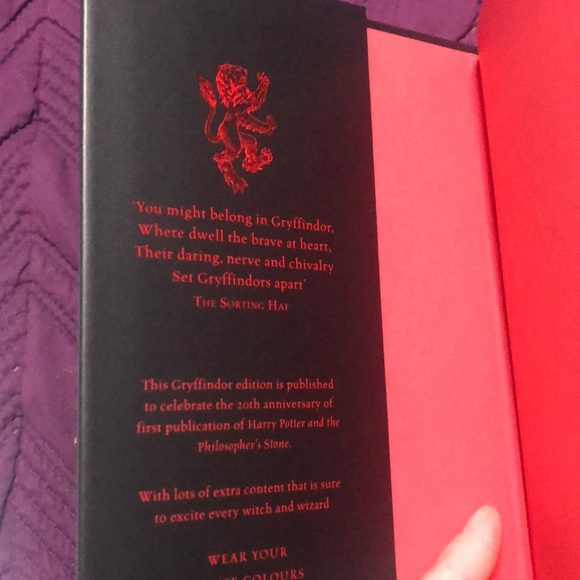 'You might belong in Gryffindor,
Where dwell the brave at heart,
Their daring, nerve and chivalry
Set Gryffindors apart'
THE SORTING HAT
This Gryffindor edition is published
to celebrate the 20th anniversary of
first publication of Harry Potter and the
Philosopher's Stone.
With lots of extra content that is sure
to excite every witch and wizard
WEAR YOUR
COLOURS